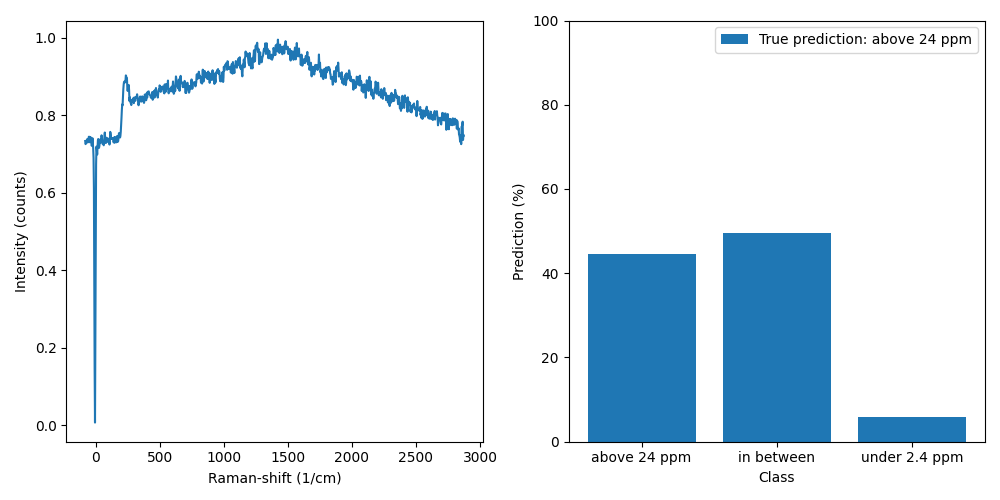 1.0
0.8
0.6
0.4
0.2
0.0
Intensity (counts)
0 500 1000 1500 2000 2500 3000
Raman-shift (1/cm)
100
80
60
40
20
0
Prediction (%)
True prediction: above 24 ppm
above 24 ppm in between under 2.4 ppm
Class